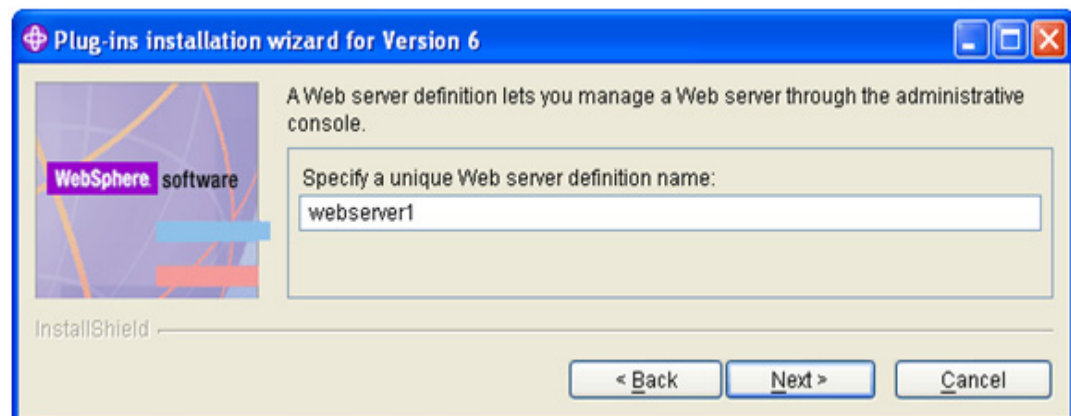 Plug-ins installation wizard for Version 6
A Web server definition lets you manage a Web server through the administrative
console.
WebSphere. software
Specify a unique Web server definition name:
webserver1
InstallShield
< Back
Next >
Cancel